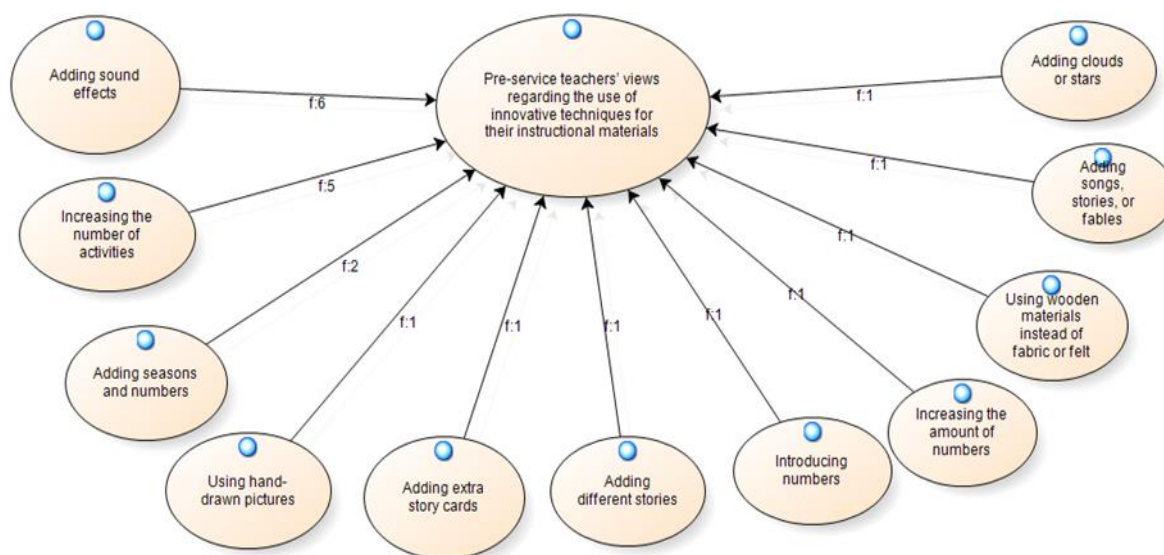 Adding sound
effects
Pre-service teachers' views
regarding the use of
innovative techniques for
their instructional materials
Adding clouds
or stars
f:6
f:1
Increasing the
number of
activities
f:5
f:1
Adding
songs,
stories, or
fables
Adding seasons
and numbers
f:2
f:1
Using wooden
materials
instead of
fabric or felt
Using hand-
drawn pictures
f:1
Adding extra
story cards
f:1
Adding
different stories
f:1
Introducing
numbers
f:1
Increasing the
amount of
numbers
f:1